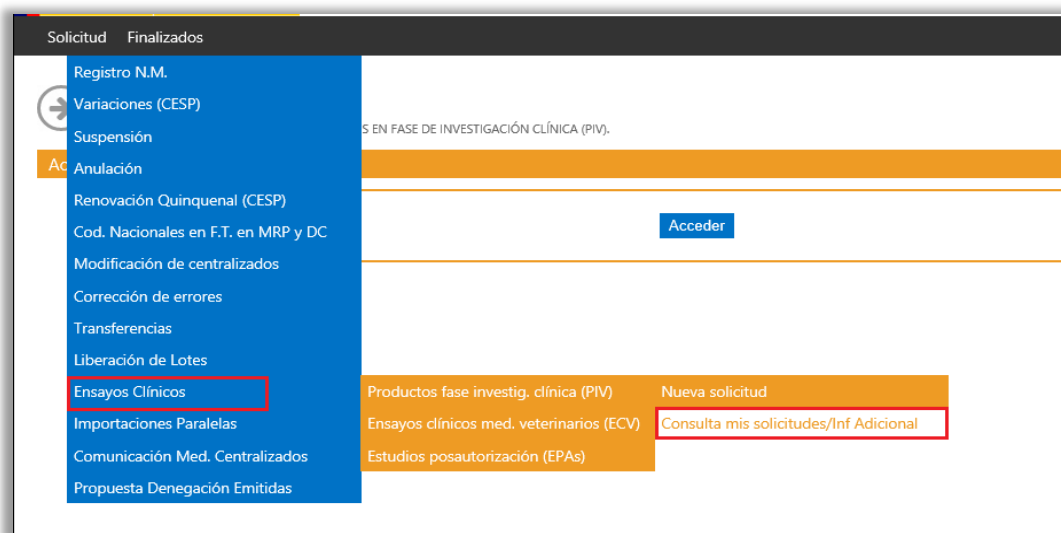 Solicitud Finalizados
Registro N.M.
Variaciones (CESP)
S EN FASE DE INVESTIGACIÓN CLÍNICA (PIV).
Suspensión
Ac
Anulación
Renovación Quinquenal (CESP)
Cod. Nacionales en F.T. en MRP y DC
Acceder
Modificación de centralizados
Corrección de errores
Transferencias
Liberación de Lotes
Ensayos Clínicos
Productos fase investig. clínica (PIV)
Nueva solicitud
Importaciones Paralelas
Ensayos clínicos med. veterinarios (ECV)
Consulta mis solicitudes/Inf Adicional
Comunicación Med. Centralizados
Estudios posautorización (EPAs)
Propuesta Denegación Emitidas